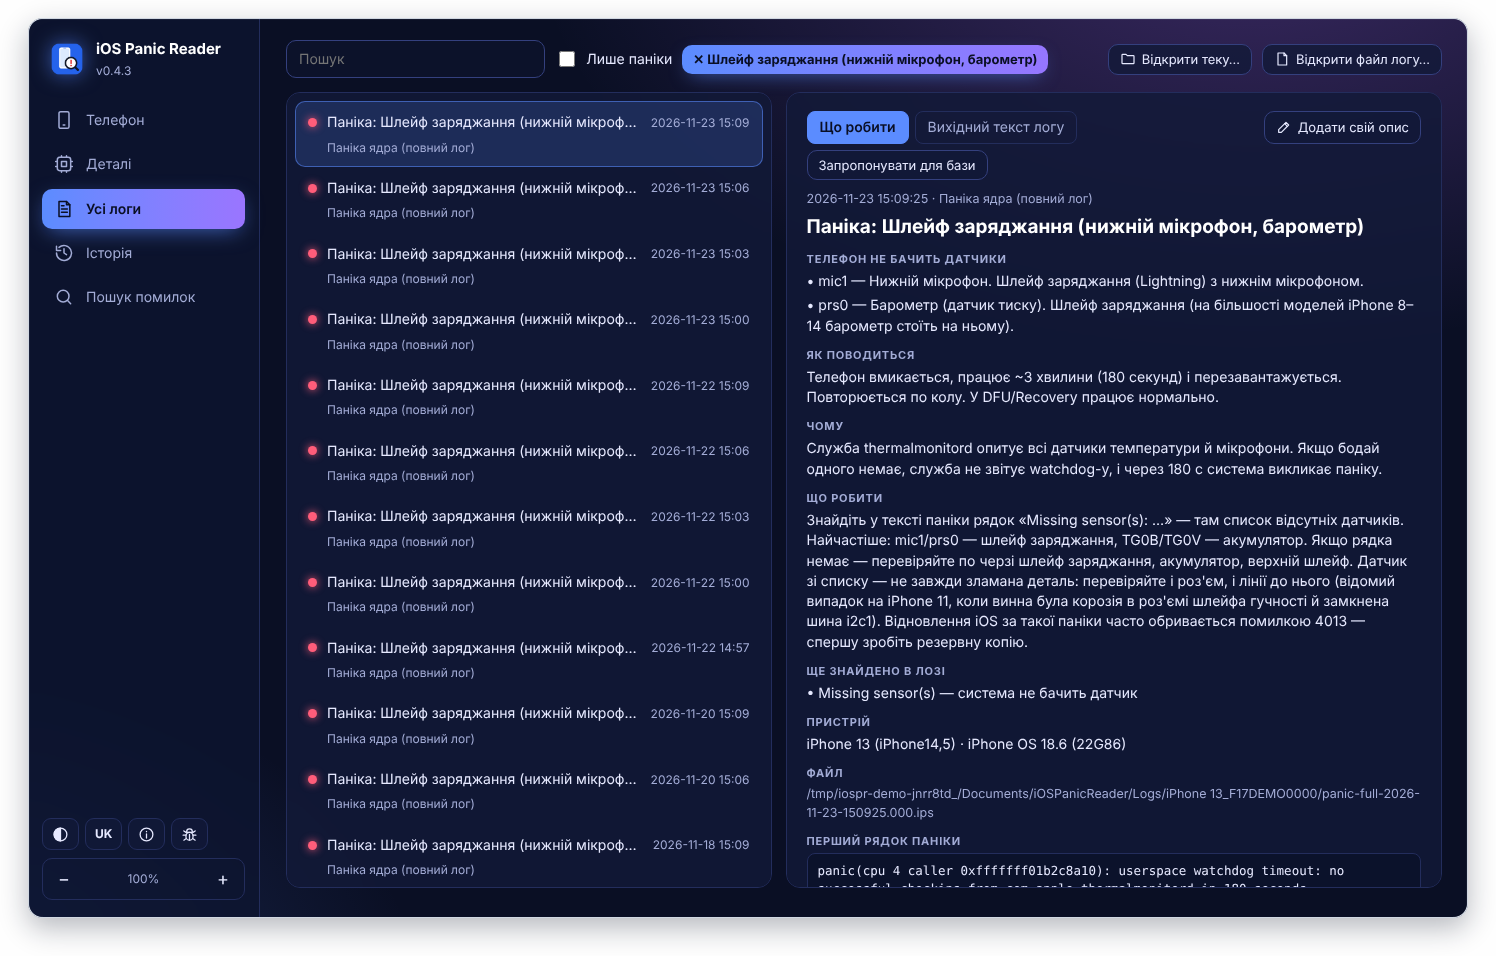 iOS Panic Reader
v0.4.3
Телефон
Деталі
Усі логи
Історія
Пошук помилок
UK
− 100% +
Пошук
Лише паніки
✕ Шлейф заряджання (нижній мікрофон, барометр)
Відкрити теку...
Відкрити файл логу...
Паніка: Шлейф заряджання (нижній мікроф... 2026-11-23 15:09
Паніка ядра (повний лог)
Паніка: Шлейф заряджання (нижній мікроф... 2026-11-23 15:06
Паніка ядра (повний лог)
Паніка: Шлейф заряджання (нижній мікроф... 2026-11-23 15:03
Паніка ядра (повний лог)
Паніка: Шлейф заряджання (нижній мікроф... 2026-11-23 15:00
Паніка ядра (повний лог)
Паніка: Шлейф заряджання (нижній мікроф... 2026-11-22 15:09
Паніка ядра (повний лог)
Паніка: Шлейф заряджання (нижній мікроф... 2026-11-22 15:06
Паніка ядра (повний лог)
Паніка: Шлейф заряджання (нижній мікроф... 2026-11-22 15:03
Паніка ядра (повний лог)
Паніка: Шлейф заряджання (нижній мікроф... 2026-11-22 15:00
Паніка ядра (повний лог)
Паніка: Шлейф заряджання (нижній мікроф... 2026-11-22 14:57
Паніка ядра (повний лог)
Паніка: Шлейф заряджання (нижній мікроф... 2026-11-20 15:09
Паніка ядра (повний лог)
Паніка: Шлейф заряджання (нижній мікроф... 2026-11-20 15:06
Паніка ядра (повний лог)
Паніка: Шлейф заряджання (нижній мікроф... 2026-11-18 15:09
Паніка ядра (повний лог)
Що робити
Вихідний текст логу
Додати свій опис
Запропонувати для бази
2026-11-23 15:09:25 · Паніка ядра (повний лог)
Паніка: Шлейф заряджання (нижній мікрофон, барометр)
ТЕЛЕФОН НЕ БАЧИТЬ ДАТЧИКИ
• mic1 — Нижній мікрофон. Шлейф заряджання (Lightning) з нижнім мікрофоном.
• prs0 — Барометр (датчик тиску). Шлейф заряджання (на більшості моделей iPhone 8–
14 барометр стоїть на ньому).
ЯК ПОВОДИТЬСЯ
Телефон вмикається, працює ~3 хвилини (180 секунд) і перезавантажується.
Повторюється по колу. У DFU/Recovery працює нормально.
ЧОМУ
Служба thermalmonitord опитує всі датчики температури й мікрофони. Якщо бодай
одного немає, служба не звітує watchdog-у, і через 180 с система викликає паніку.
ЩО РОБИТИ
Знайдіть у тексті паніки рядок «Missing sensor(s): ...» — там список відсутніх датчиків.
Найчастіше: mic1/prs0 — шлейф заряджання, TG0B/TG0V — акумулятор. Якщо рядка
немає — перевіряйте по черзі шлейф заряджання, акумулятор, верхній шлейф. Датчик
зі списку — не завжди зламана деталь: перевіряйте і роз'єм, і лінії до нього (відомий
випадок на iPhone 11, коли винна була корозія в роз'ємі шлейфа гучності й замкнена
шина i2c1). Відновлення iOS за такої паніки часто обривається помилкою 4013 —
спершу зробіть резервну копію.
ЩЕ ЗНАЙДЕНО В ЛОЗІ
• Missing sensor(s) — система не бачить датчик
ПРИСТРІЙ
iPhone 13 (iPhone14,5) · iPhone OS 18.6 (22G86)
ФАЙЛ
/tmp/iospr-demo-jnrr8td_/Documents/iOSPanicReader/Logs/iPhone 13_F17DEMO0000/panic-full-2026-
11-23-150925.000.ips
ПЕРШИЙ РЯДОК ПАНІКИ
panic(cpu 4 caller 0xfffffff01b2c8a10): userspace watchdog timeout: no
successful checkins from com.apple.thermalmonitord in 180 seconds